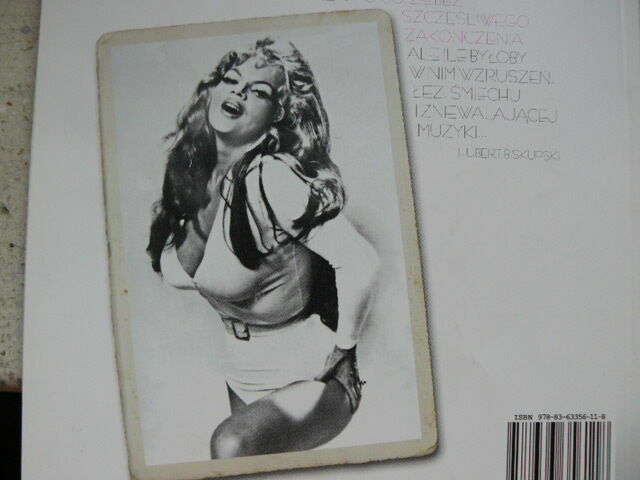 SZCZĘŚLIWEGO
ZAKOŃCZENIA.
ALE ILE BYŁOBY
W NIM WZRUSZEŃ,
ŁEZ, ŚMIECHU
I ZNIEWALAJĄCEJ
MUZYKI...
HUBERT BISKUPSKI
ISBN 978-83-63356-11-8